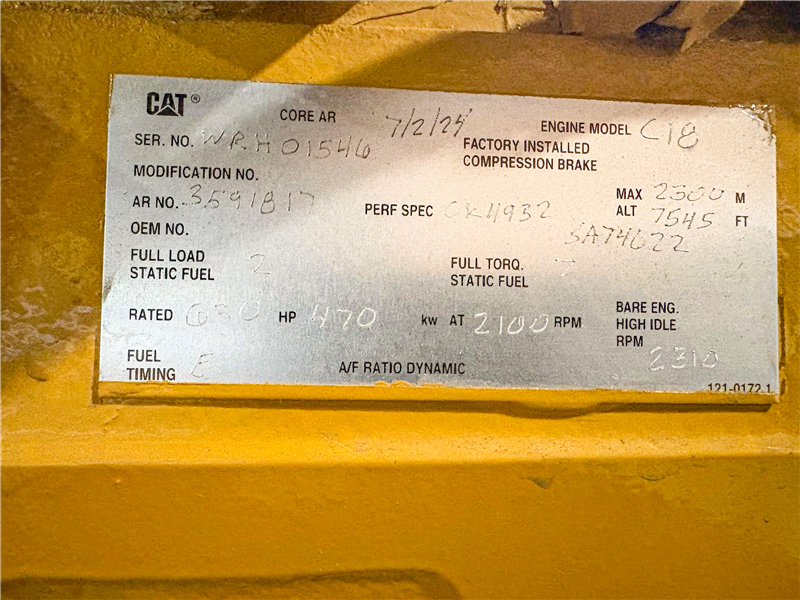 CAT®
CORE AR 7/2/24
ENGINE MODEL C18
SER. NO. WRH01546
FACTORY INSTALLED
COMPRESSION BRAKE
MODIFICATION NO.
AR NO. 3591817
PERF SPEC 0K4932
MAX 2300 M
ALT 7545 FT
OEM NO.
SA74622
FULL LOAD
STATIC FUEL 2
FULL TORQ.
STATIC FUEL
RATED 630 HP 470 kw AT 2100 RPM
BARE ENG.
HIGH IDLE
RPM
2310
FUEL
TIMING E
A/F RATIO DYNAMIC
121-0172 1